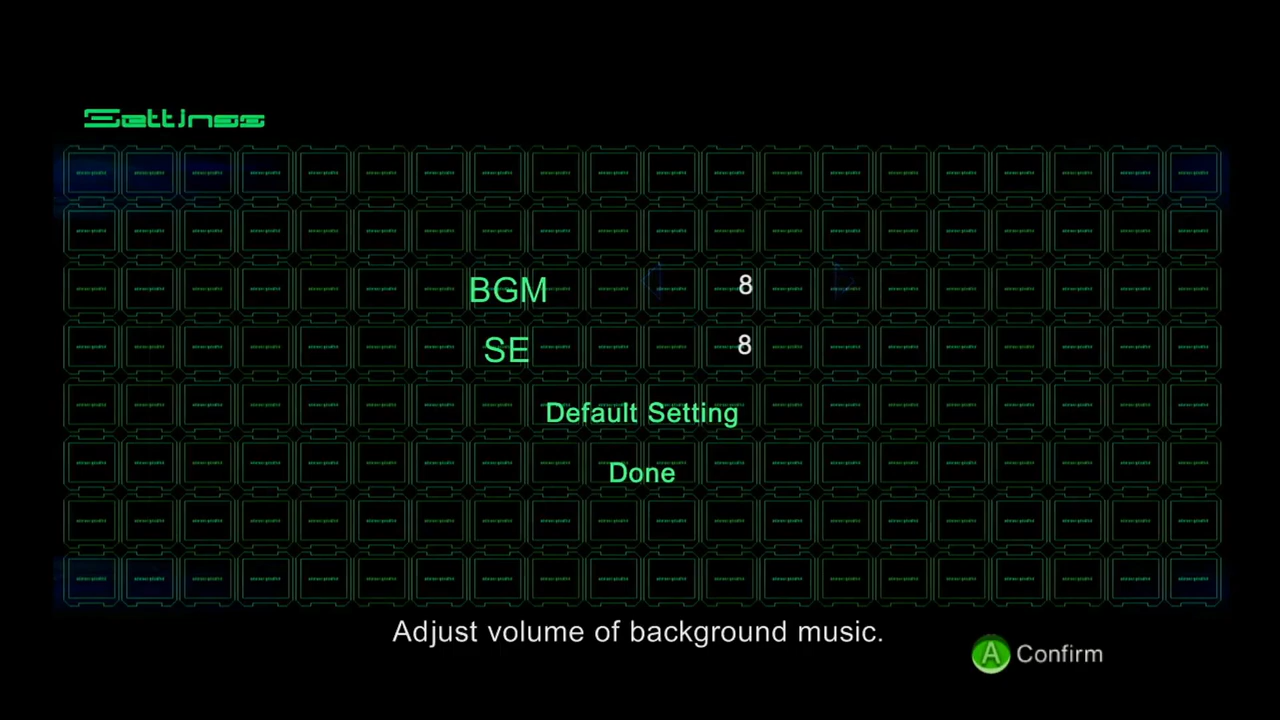 Settings
BGM 8
SE 8
Default Setting
Done
Adjust volume of background music.
A Confirm